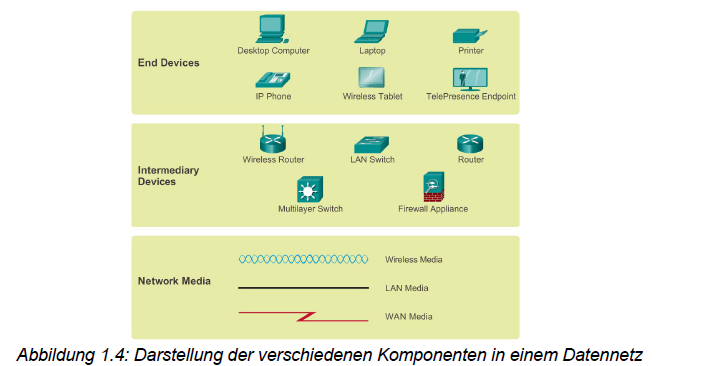 Desktop Computer
Laptop
Printer
End Devices
IP Phone
Wireless Tablet
TelePresence Endpoint
Wireless Router
LAN Switch
Router
Intermediary
Devices
Multilayer Switch
Firewall Appliance
Wireless Media
Network Media
LAN Media
WAN Media
Abbildung 1.4: Darstellung der verschiedenen Komponenten in einem Datennetz